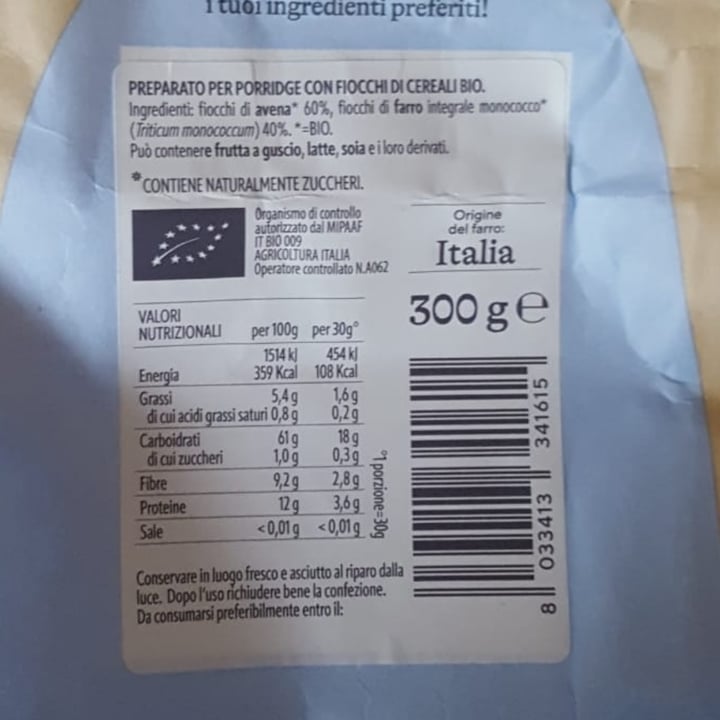 i tuoi ingredienti preferiti!
PREPARATO PER PORRIDGE CON FIOCCHI DI CEREALI BIO.
Ingredienti: fiocchi di avena* 60%, fiocchi di farro integrale monococco*
(Triticum monococcum) 40%. *=BIO.
Può contenere frutta a guscio, latte, soia e i loro derivati.
*CONTIENE NATURALMENTE ZUCCHERI.
Organismo di controllo
autorizzato dal MIPAAF
IT BIO 009
AGRICOLTURA ITALIA
Operatore controllato N.A062
Origine
del farro:
Italia
300 g e
VALORI
NUTRIZIONALI per 100g per 30g°
1514 kJ 454 kJ
Energia 359 Kcal 108 Kcal
Grassi 5,4 g 1,6 g
di cui acidi grassi saturi 0,8 g 0,2 g
Carboidrati 61 g 18 g
di cui zuccheri 1,0 g 0,3 g
Fibre 9,2 g 2,8 g
Proteine 12 g 3,6 g
Sale <0,01 g <0,01 g
°1 porzione=30g
Conservare in luogo fresco e asciutto al riparo dalla
luce. Dopo l'uso richiudere bene la confezione.
Da consumarsi preferibilmente entro il:
8 033413 341615